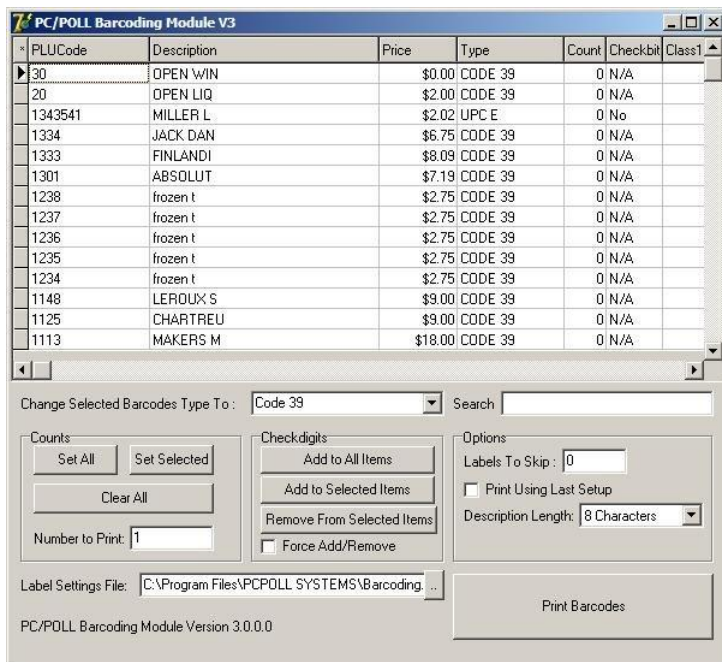 PC/POLL Barcoding Module V3
* PLUCode Description Price Type Count Checkbit Class1
30 OPEN WIN $0.00 CODE 39 0 N/A
20 OPEN LIQ $2.00 CODE 39 0 N/A
1343541 MILLER L $2.02 UPC E 0 No
1334 JACK DAN $6.75 CODE 39 0 N/A
1333 FINLANDI $8.09 CODE 39 0 N/A
1301 ABSOLUT $7.19 CODE 39 0 N/A
1238 frozen t $2.75 CODE 39 0 N/A
1237 frozen t $2.75 CODE 39 0 N/A
1236 frozen t $2.75 CODE 39 0 N/A
1235 frozen t $2.75 CODE 39 0 N/A
1234 frozen t $2.75 CODE 39 0 N/A
1148 LEROUX S $9.00 CODE 39 0 N/A
1125 CHARTREU $9.00 CODE 39 0 N/A
1113 MAKERS M $18.00 CODE 39 0 N/A
Change Selected Barcodes Type To : Code 39 Search
Counts
Set All Set Selected
Clear All
Number to Print: 1
Checkdigits
Add to All Items
Add to Selected Items
Remove From Selected Items
Force Add/Remove
Options
Labels To Skip : 0
Print Using Last Setup
Description Length: 8 Characters
Label Settings File: C:\Program Files\PCPOLL SYSTEMS\Barcoding. ..
Print Barcodes
PC/POLL Barcoding Module Version 3.0.0.0